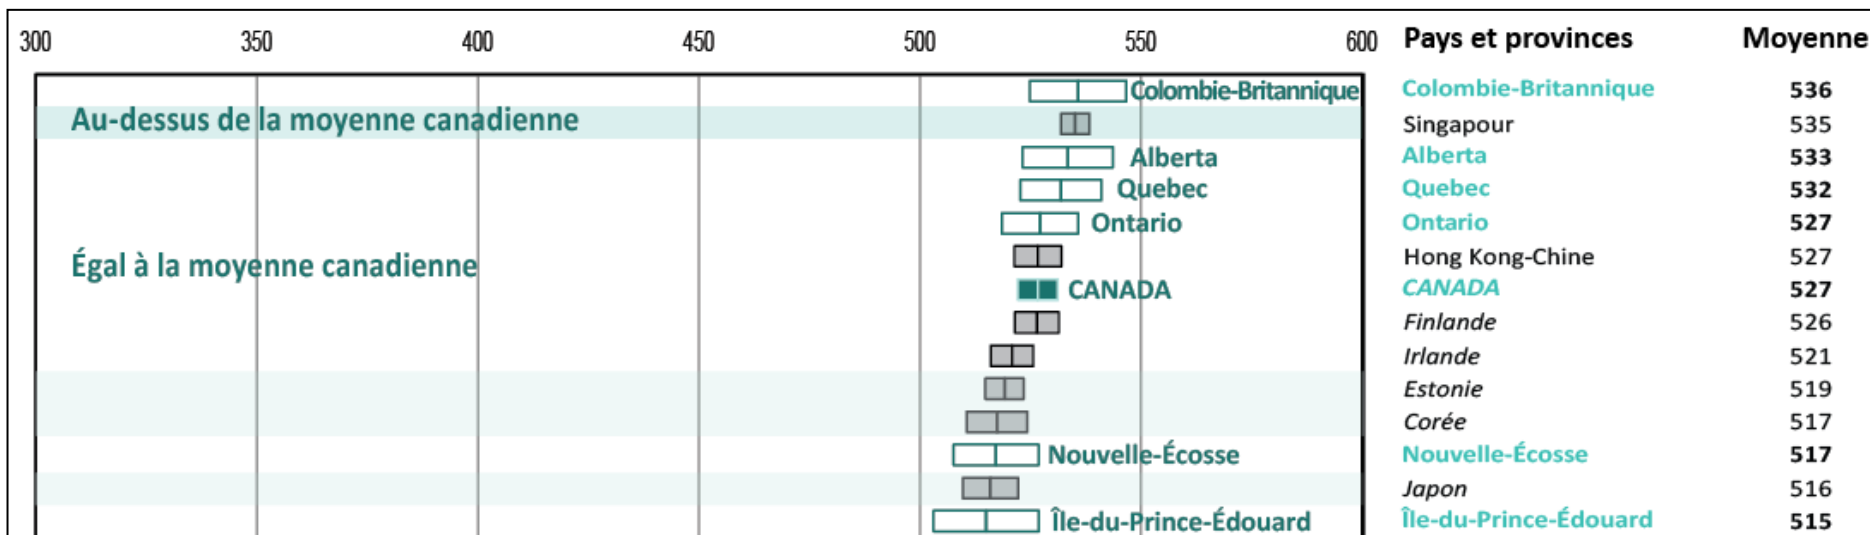 300 350 400 450 500 550 600 Pays et provinces Moyenne
Colombie-Britannique Colombie-Britannique 536
Au-dessus de la moyenne canadienne Singapour 535
Alberta Alberta 533
Quebec Quebec 532
Ontario Ontario 527
Égal à la moyenne canadienne Hong Kong-Chine 527
CANADA CANADA 527
Finlande 526
Irlande 521
Estonie 519
Corée 517
Nouvelle-Écosse Nouvelle-Écosse 517
Japon 516
Île-du-Prince-Édouard Île-du-Prince-Édouard 515